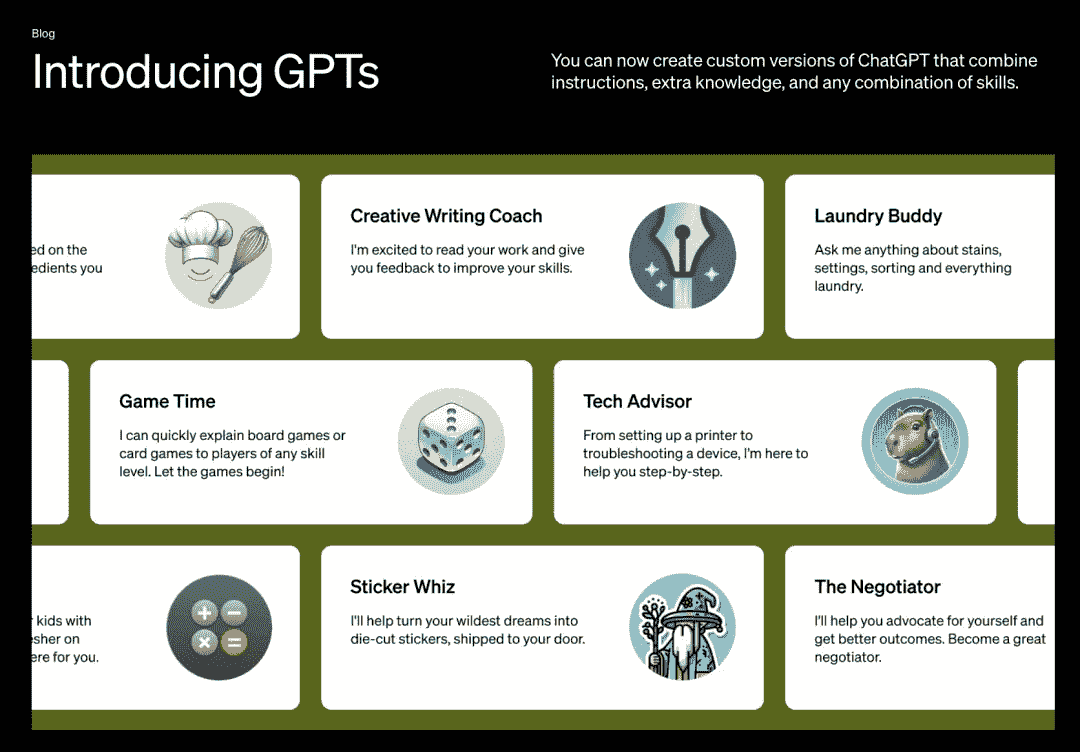 Blog
Introducing GPTs
You can now create custom versions of ChatGPT that combine
instructions, extra knowledge, and any combination of skills.
ed on the
edients you
Creative Writing Coach
I'm excited to read your work and give
you feedback to improve your skills.
Laundry Buddy
Ask me anything about stains,
settings, sorting and everything
laundry.
Game Time
I can quickly explain board games or
card games to players of any skill
level. Let the games begin!
Tech Advisor
From setting up a printer to
troubleshooting a device, I'm here to
help you step-by-step.
kids with
esher on
ere for you.
Sticker Whiz
I'll help turn your wildest dreams into
die-cut stickers, shipped to your door.
The Negotiator
I'll help you advocate for yourself and
get better outcomes. Become a great
negotiator.